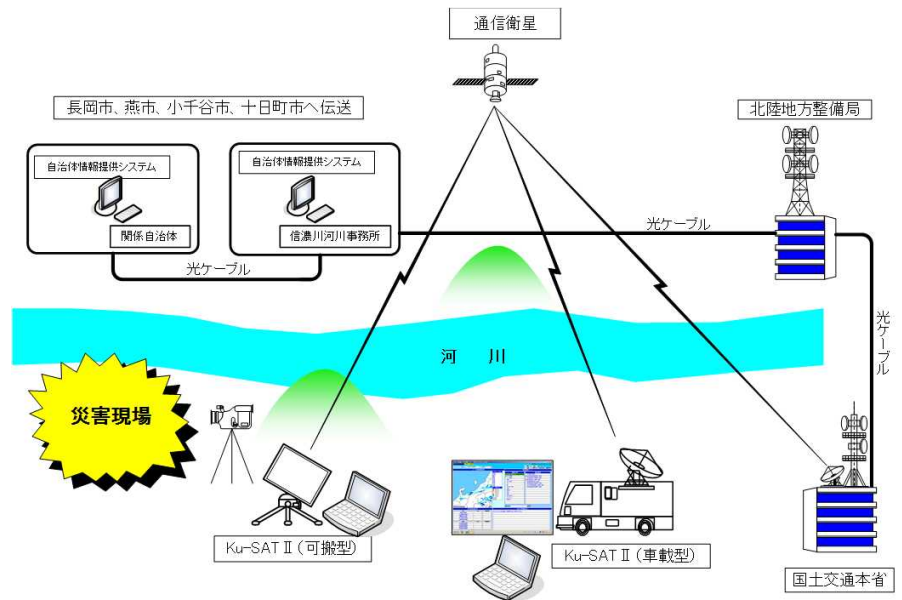 通信衛星
長岡市、燕市、小千谷市、十日町市へ伝送
北陸地方整備局
自治体情報提供システム
自治体情報提供システム
関係自治体
信濃川河川事務所
光ケーブル
光ケーブル
光ケーブル
河 川
災害現場
Ku-SATⅡ(可搬型)
Ku-SATⅡ(車載型)
国土交通本省